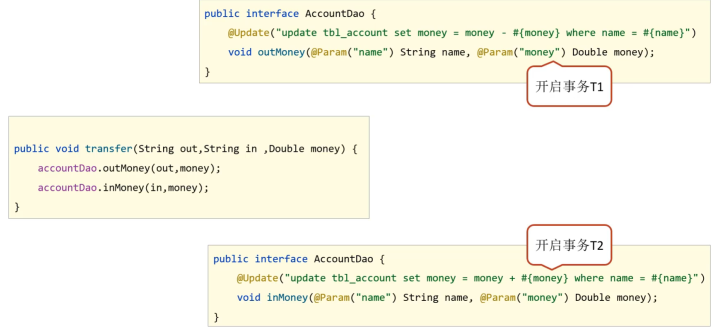 public interface AccountDao {
@Update("update tbl_account set money = money - #{money} where name = #{name}")
void outMoney(@Param("name") String name, @Param("money") Double money);
}
开启事务T1
public void transfer(String out,String in ,Double money) {
accountDao.outMoney(out,money);
accountDao.inMoney(in,money);
}
开启事务T2
public interface AccountDao {
@Update("update tbl_account set money = money + #{money} where name = #{name}")
void inMoney(@Param("name") String name, @Param("money") Double money);
}